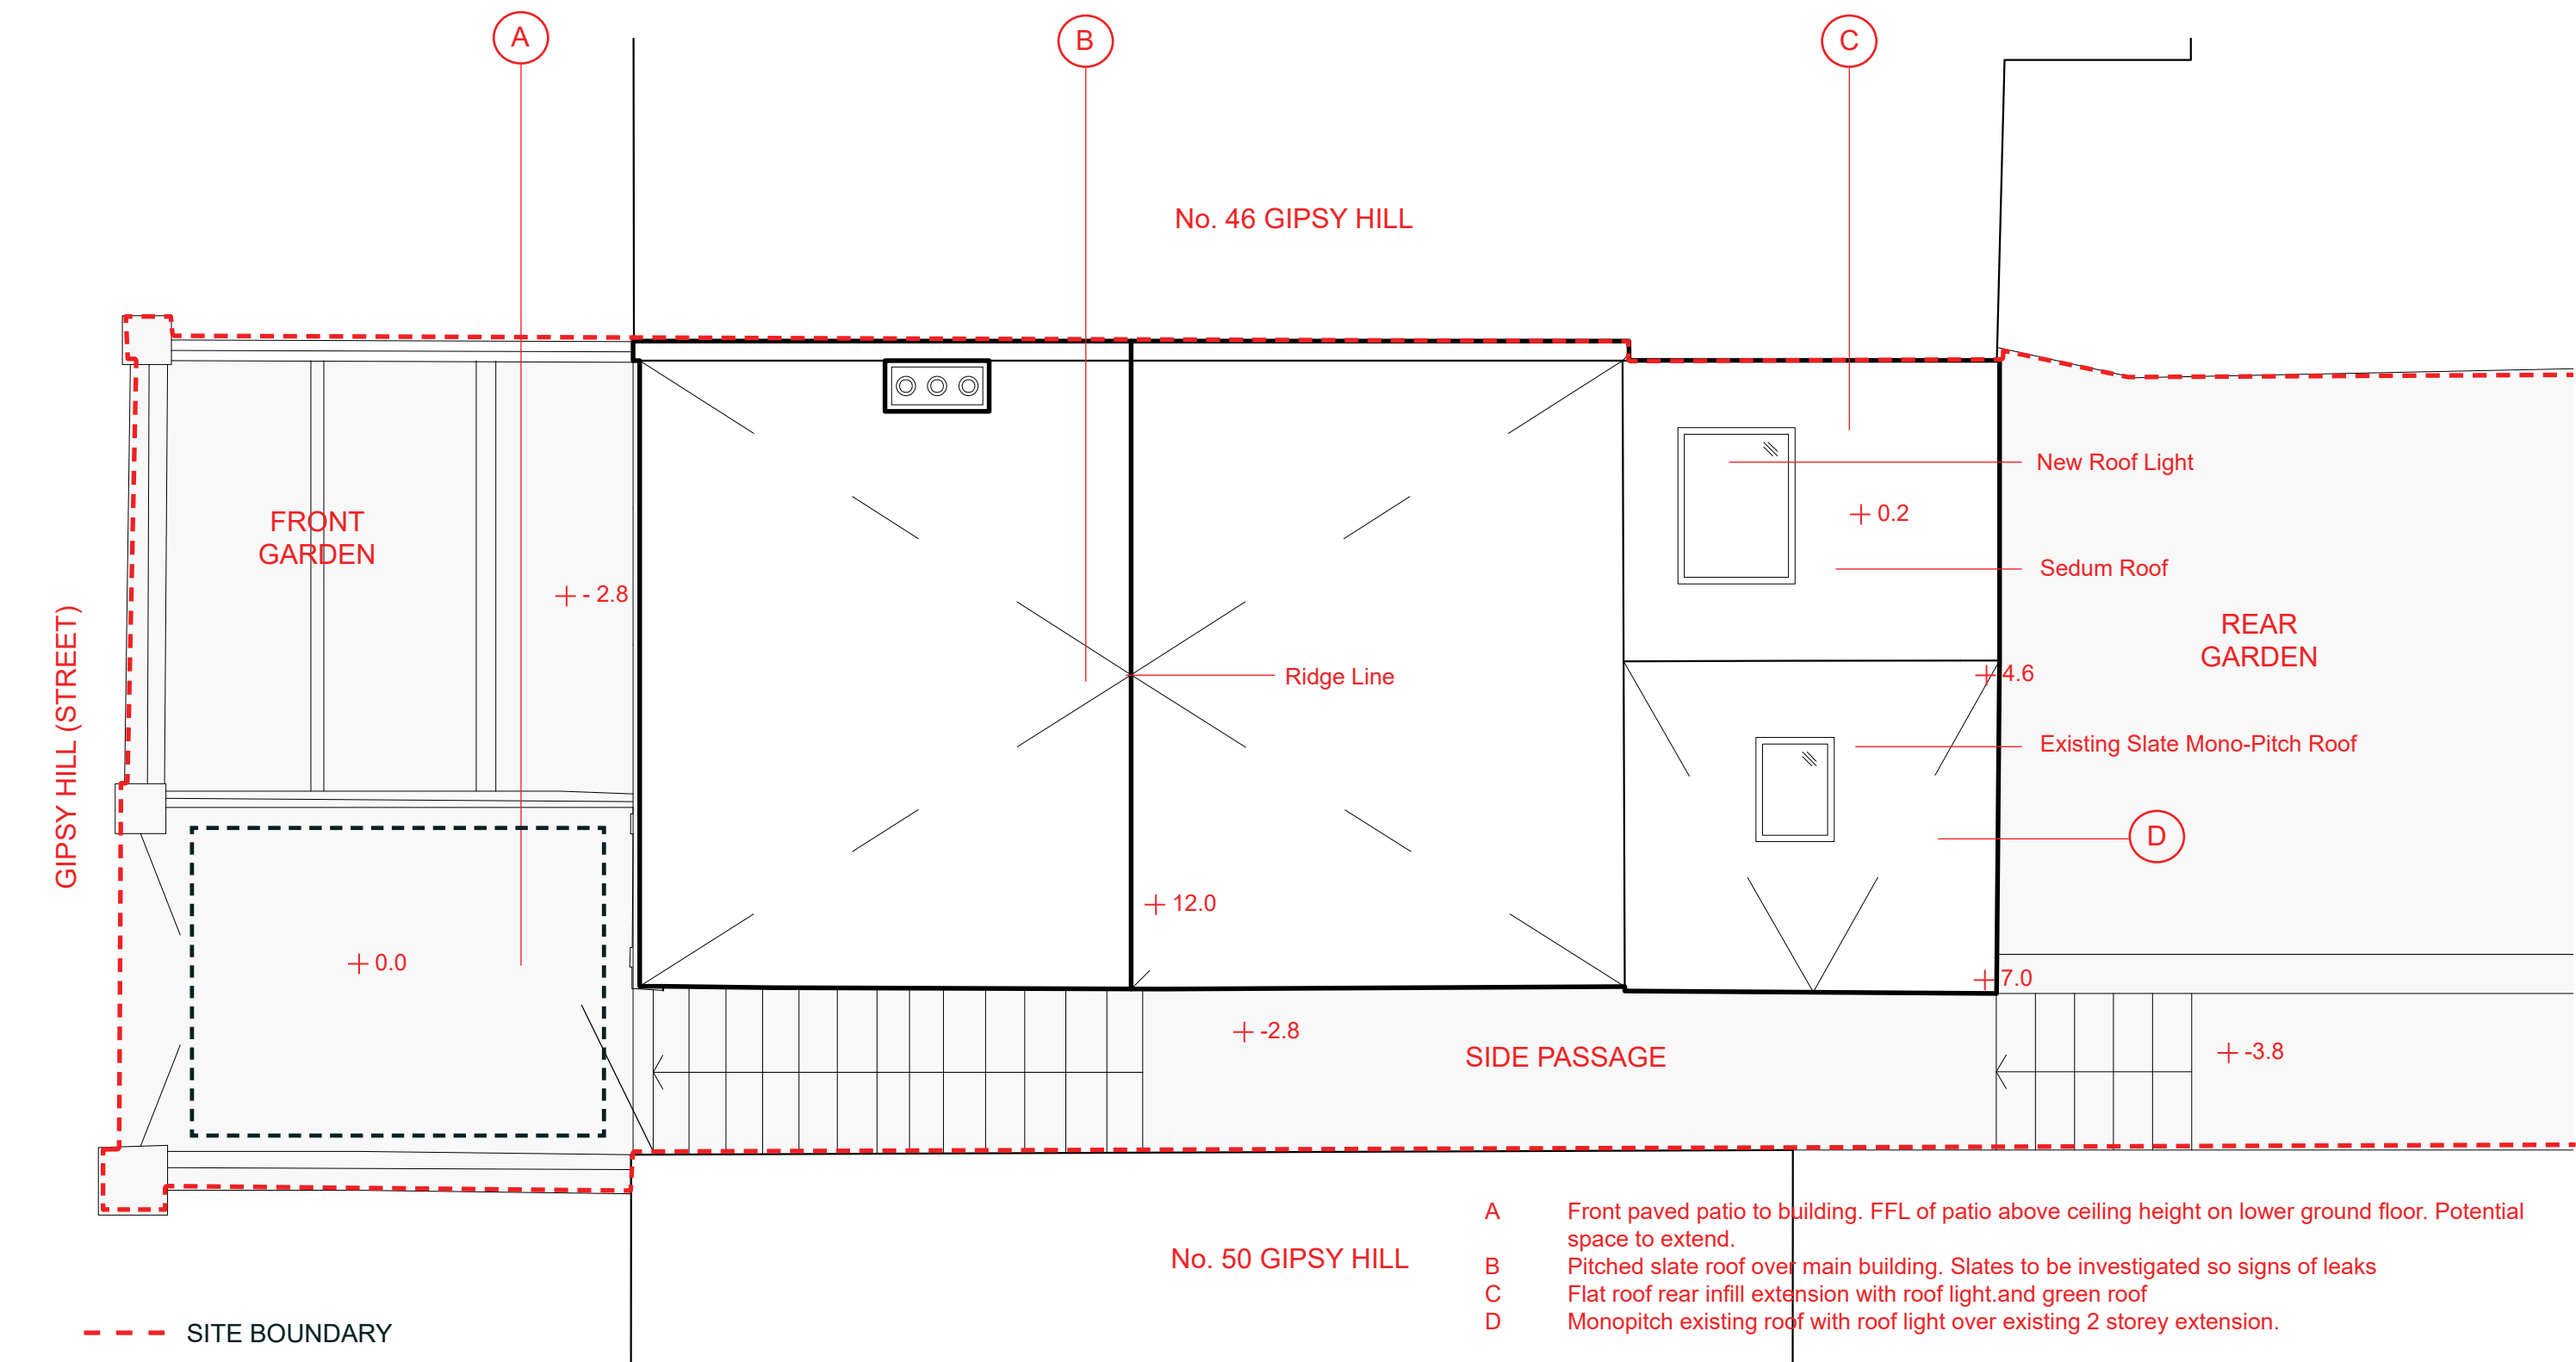 A
B
C
No. 46 GIPSY HILL
New Roof Light
0.2
FRONT
GARDEN
Sedum Roof
- 2.8
GIPSY HILL (STREET)
REAR
GARDEN
Ridge Line
4.6
Existing Slate Mono-Pitch Roof
D
12.0
0.0
7.0
-2.8
SIDE PASSAGE
-3.8
A Front paved patio to building. FFL of patio above ceiling height on lower ground floor. Potential
space to extend.
No. 50 GIPSY HILL
B Pitched slate roof over main building. Slates to be investigated so signs of leaks
C Flat roof rear infill extension with roof light.and green roof
D Monopitch existing roof with roof light over existing 2 storey extension.
SITE BOUNDARY